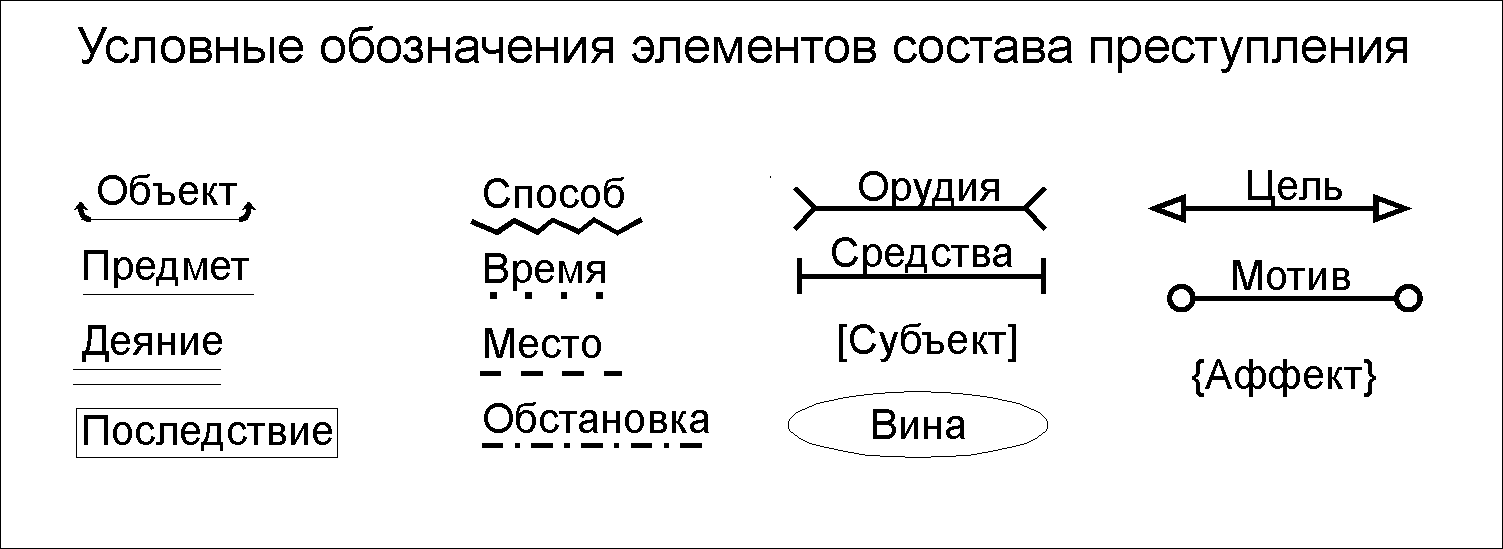 Условные обозначения элементов состава преступления
Объект
Предмет
Деяние
Последствие
Способ
Время
Место
Обстановка
Орудия
Средства
[Субъект]
Вина
Цель
Мотив
{Аффект}